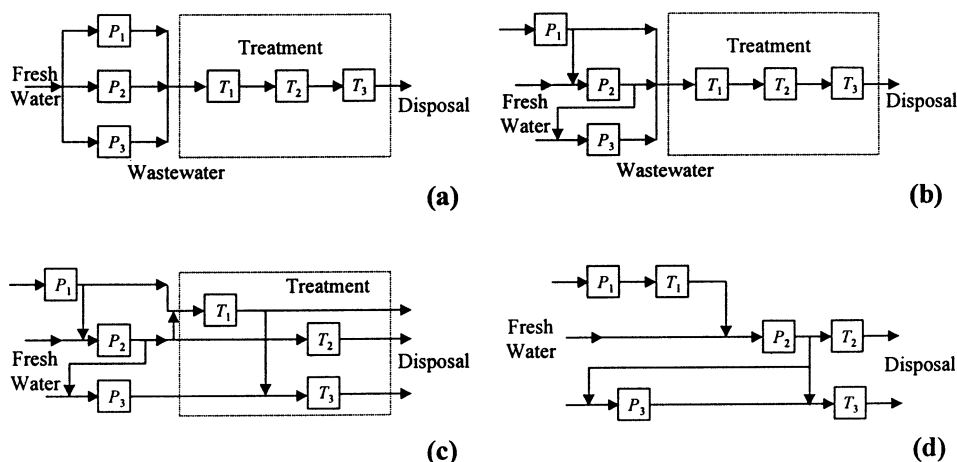 P1
Treatment
Fresh
Water
P2
T1
T2
T3
Disposal
P3
Wastewater
(a)
P1
Treatment
Fresh
Water
P2
T1
T2
T3
Disposal
P3
Wastewater
(b)
P1
Treatment
T1
P2
T2
Fresh
Water
Disposal
P3
T3
(c)
P1
T1
Fresh
Water
P2
T2
Disposal
P3
T3
(d)